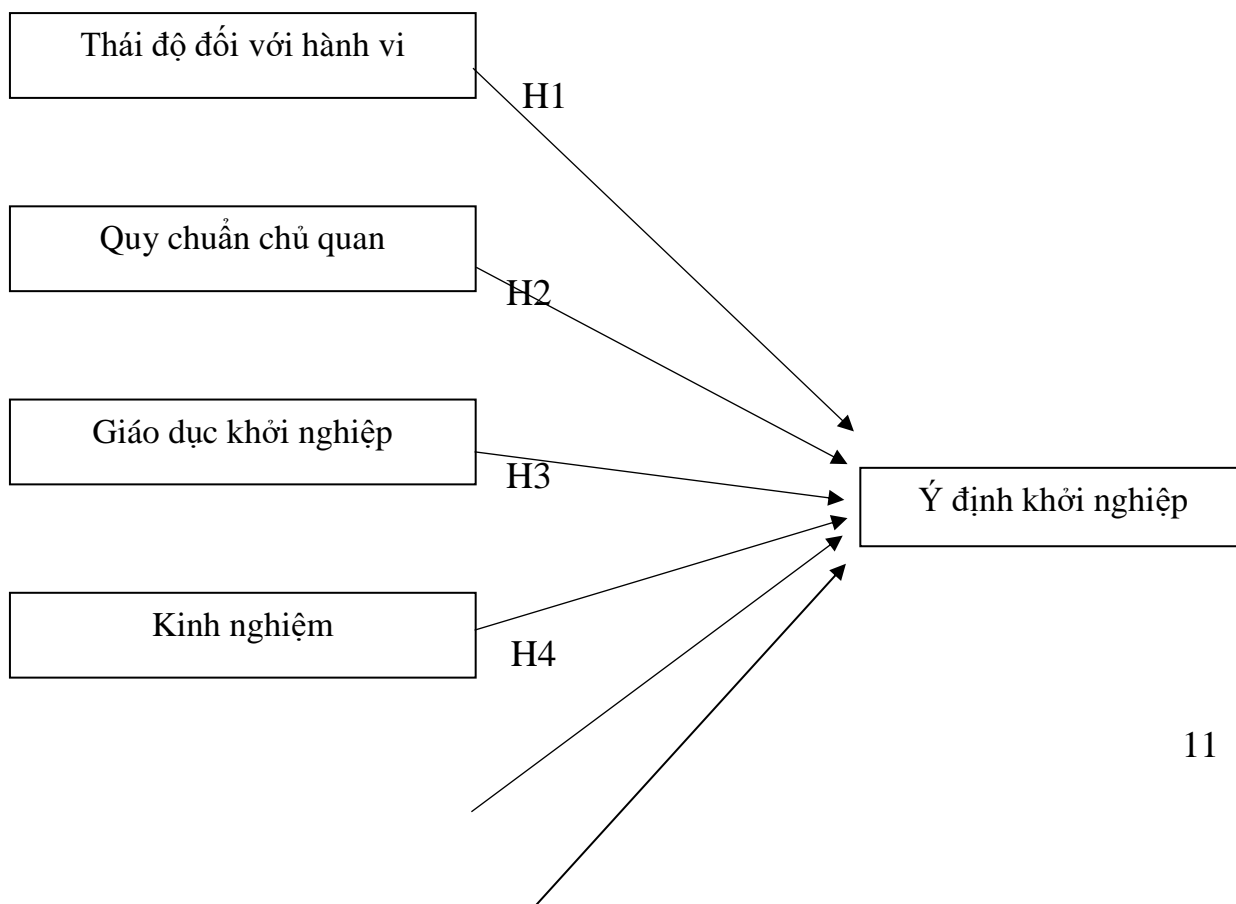 Thái độ đối với hành vi
H1
Quy chuẩn chủ quan
H2
Giáo dục khởi nghiệp
H3
Ý định khởi nghiệp
Kinh nghiệm
H4
11